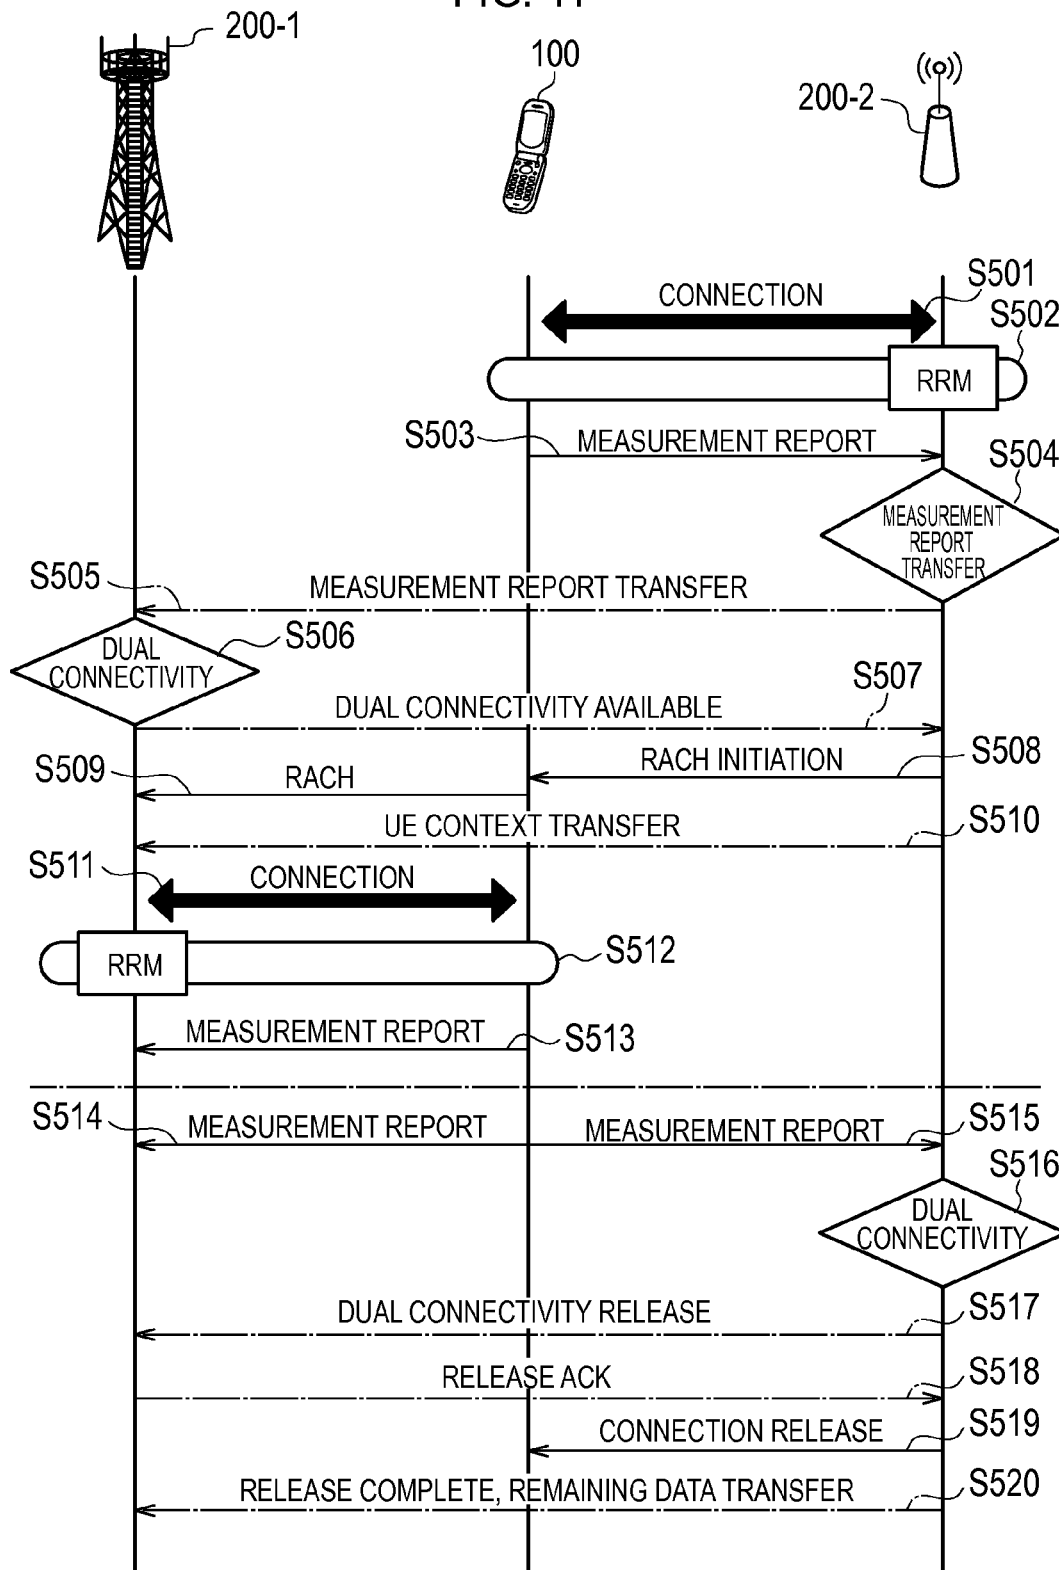 200-1
100
200-2
S501
CONNECTION
S502
RRM
S503
MEASUREMENT REPORT
S504
MEASUREMENT
REPORT
TRANSFER
S505
MEASUREMENT REPORT TRANSFER
S506
DUAL
CONNECTIVITY
S507
DUAL CONNECTIVITY AVAILABLE
S508
RACH INITIATION
S509
RACH
S510
UE CONTEXT TRANSFER
S511
CONNECTION
RRM
S512
MEASUREMENT REPORT
S513
S514
MEASUREMENT REPORT
MEASUREMENT REPORT
S515
S516
DUAL
CONNECTIVITY
DUAL CONNECTIVITY RELEASE
S517
RELEASE ACK
S518
CONNECTION RELEASE
S519
RELEASE COMPLETE, REMAINING DATA TRANSFER
S520